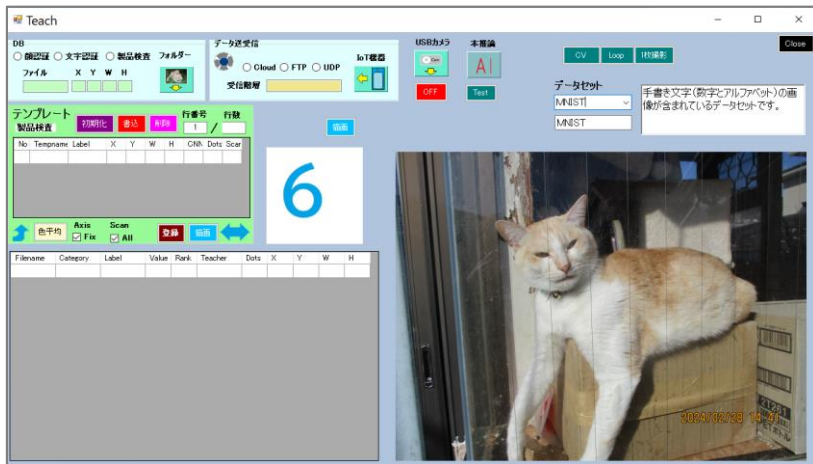 Teach
DB
顔認証 文字認証 製品検査 フォルダー
ファイル X Y W H
データ送受信
Cloud FTP UDP
IoT機器
受信階層
USBカメラ
OFF
本推論
AI
Test
CV Loop 1枚撮影
Close
データセット
MNIST
MNIST
手書き文字(数字とアルファベット)の画
像が含まれているデータセットです。
テンプレート
製品検査 初期化 書込 削除
行番号 行数
1 /
No Tempname Label X Y W H CNN Dots Scan
色平均
Axis Scan
Fix All
登録 描画
描画
6
Filename Category Label Value Rank Teacher Dots X Y W H
2024/02/28 14:41